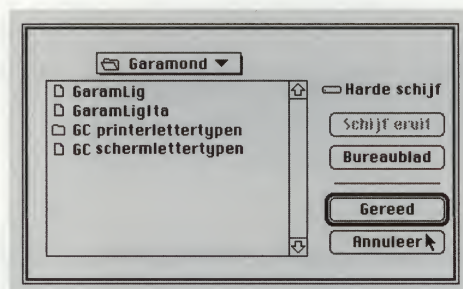 Garamond
GaramLig
GaramLigIta
GC printerlettertypen
GC schermlettertypen
Harde schijf
Schijf eruit
Bureaublad
Gereed
Annuleer